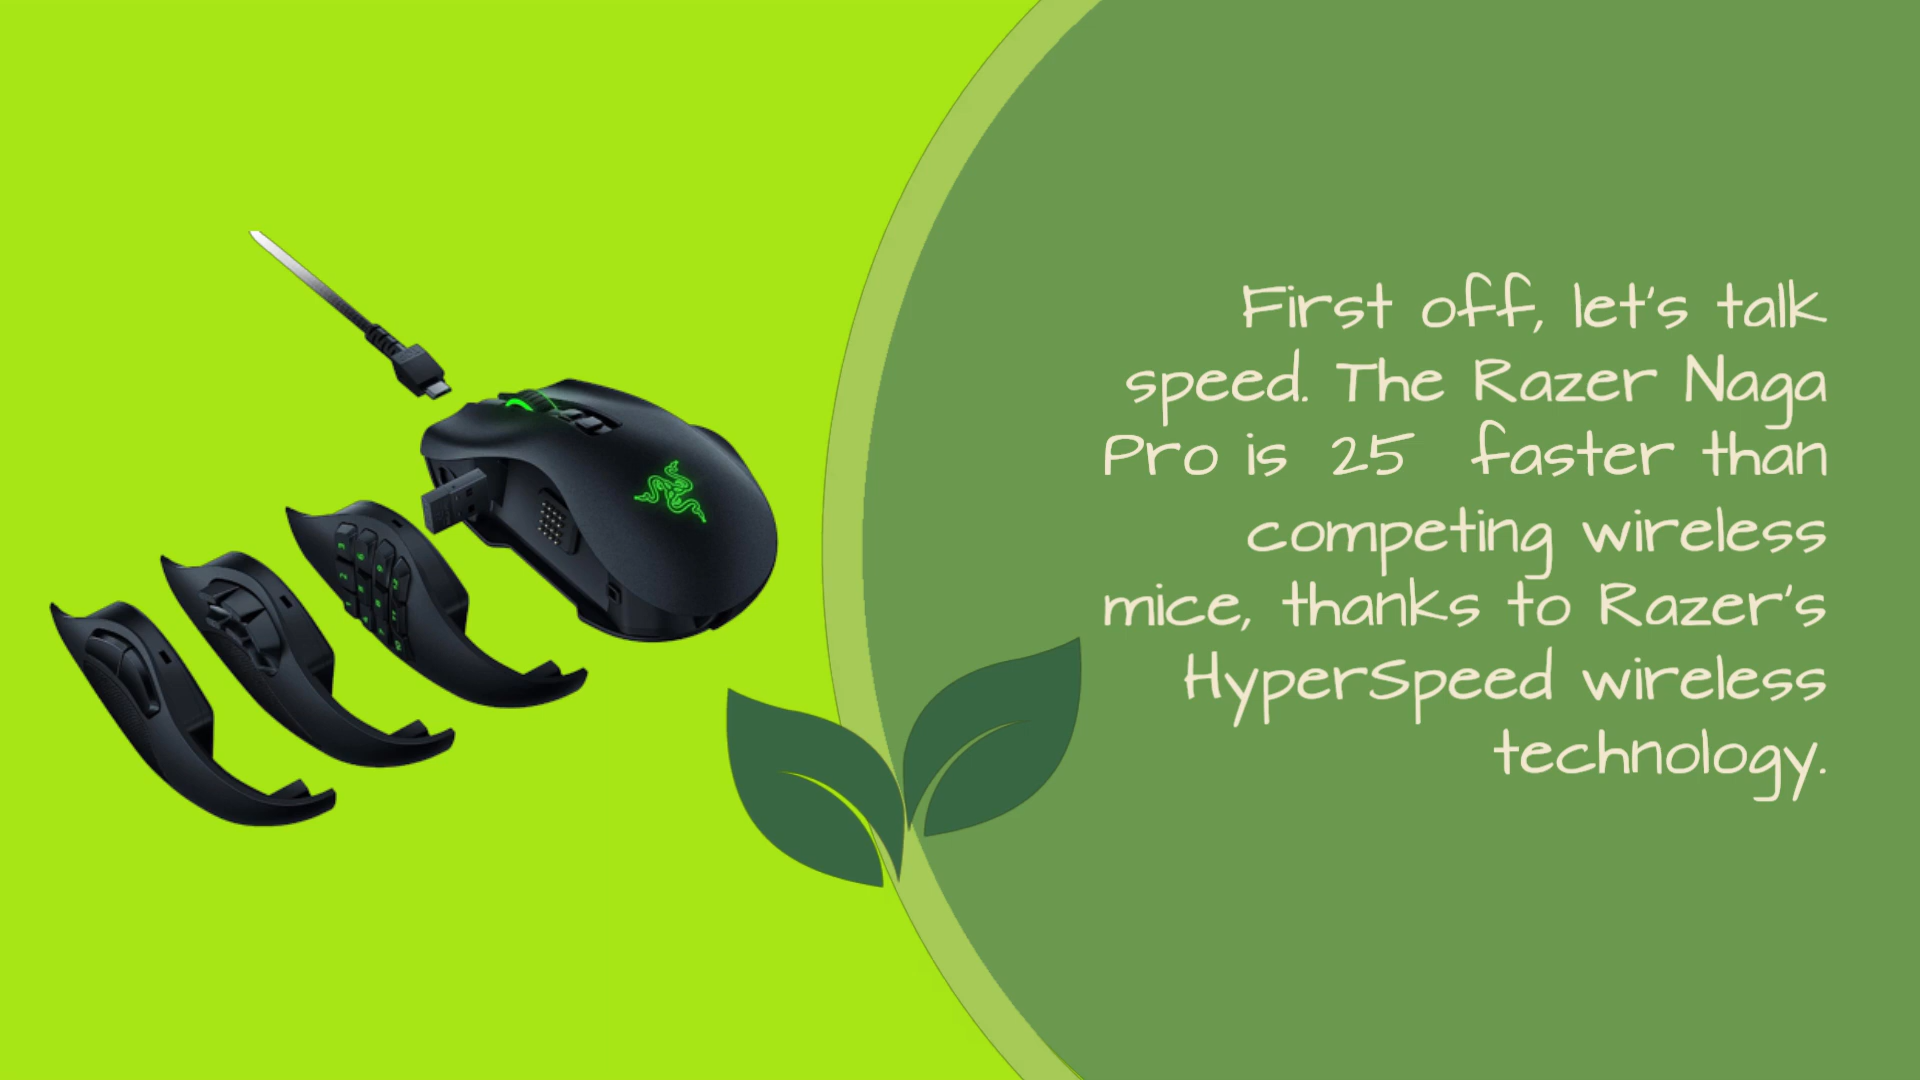 First off, let's talk
speed. The Razer Naga
Pro is 25 faster than
competing wireless
mice, thanks to Razer's
HyperSpeed wireless
technology.